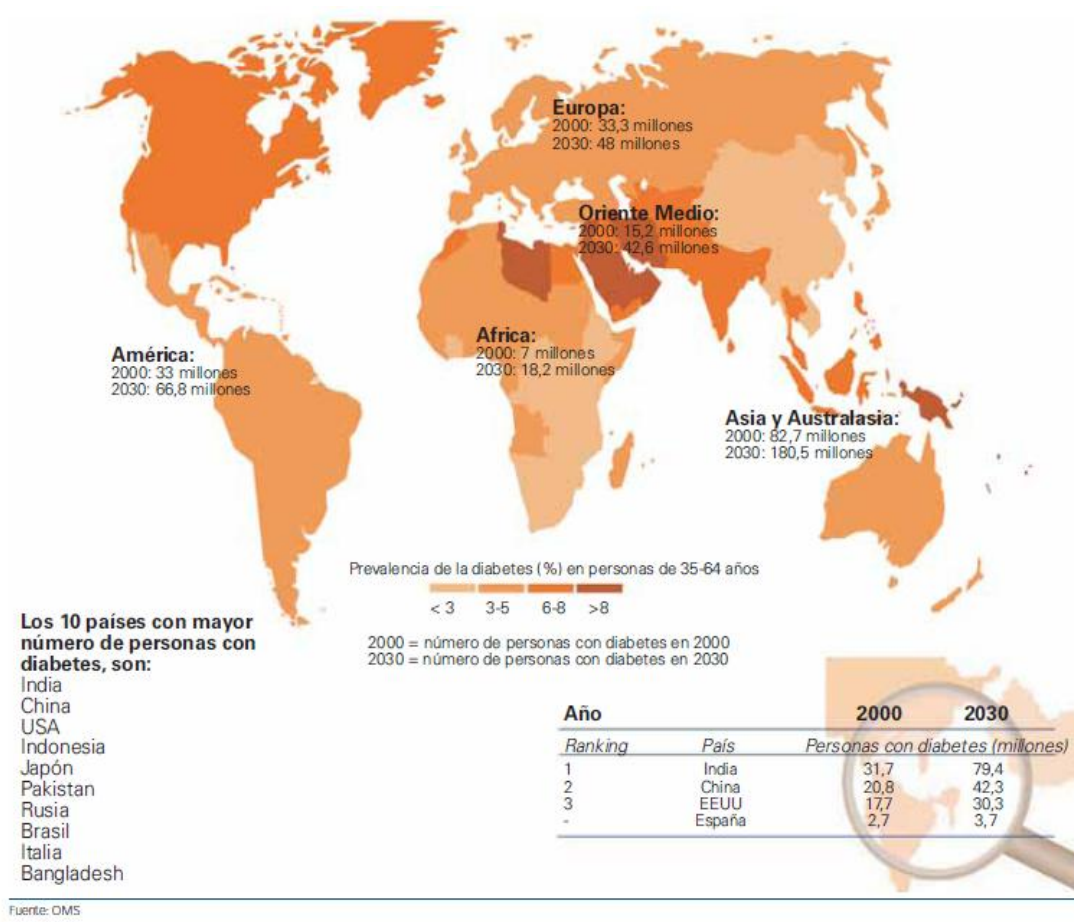 Europa:
2000: 33,3 millones
2030: 48 millones
Oriente Medio:
2000: 15,2 millones
2030: 42,6 millones
Africa:
2000: 7 millones
2030: 18,2 millones
América:
2000: 33 millones
2030: 66,8 millones
Asia y Australasia:
2000: 82,7 millones
2030: 180,5 millones
Prevalencia de la diabetes (%) en personas de 35-64 años
< 3 3-5 6-8 >8
2000 = número de personas con diabetes en 2000
2030 = número de personas con diabetes en 2030
Los 10 países con mayor
número de personas con
diabetes, son:
India
China
USA
Indonesia
Japón
Pakistan
Rusia
Brasil
Italia
Bangladesh
Año 2000 2030
Ranking País Personas con diabetes (millones)
1 India 31,7 79,4
2 China 20,8 42,3
3 EEUU 17,7 30,3
- España 2,7 3,7
Fuente: OMS